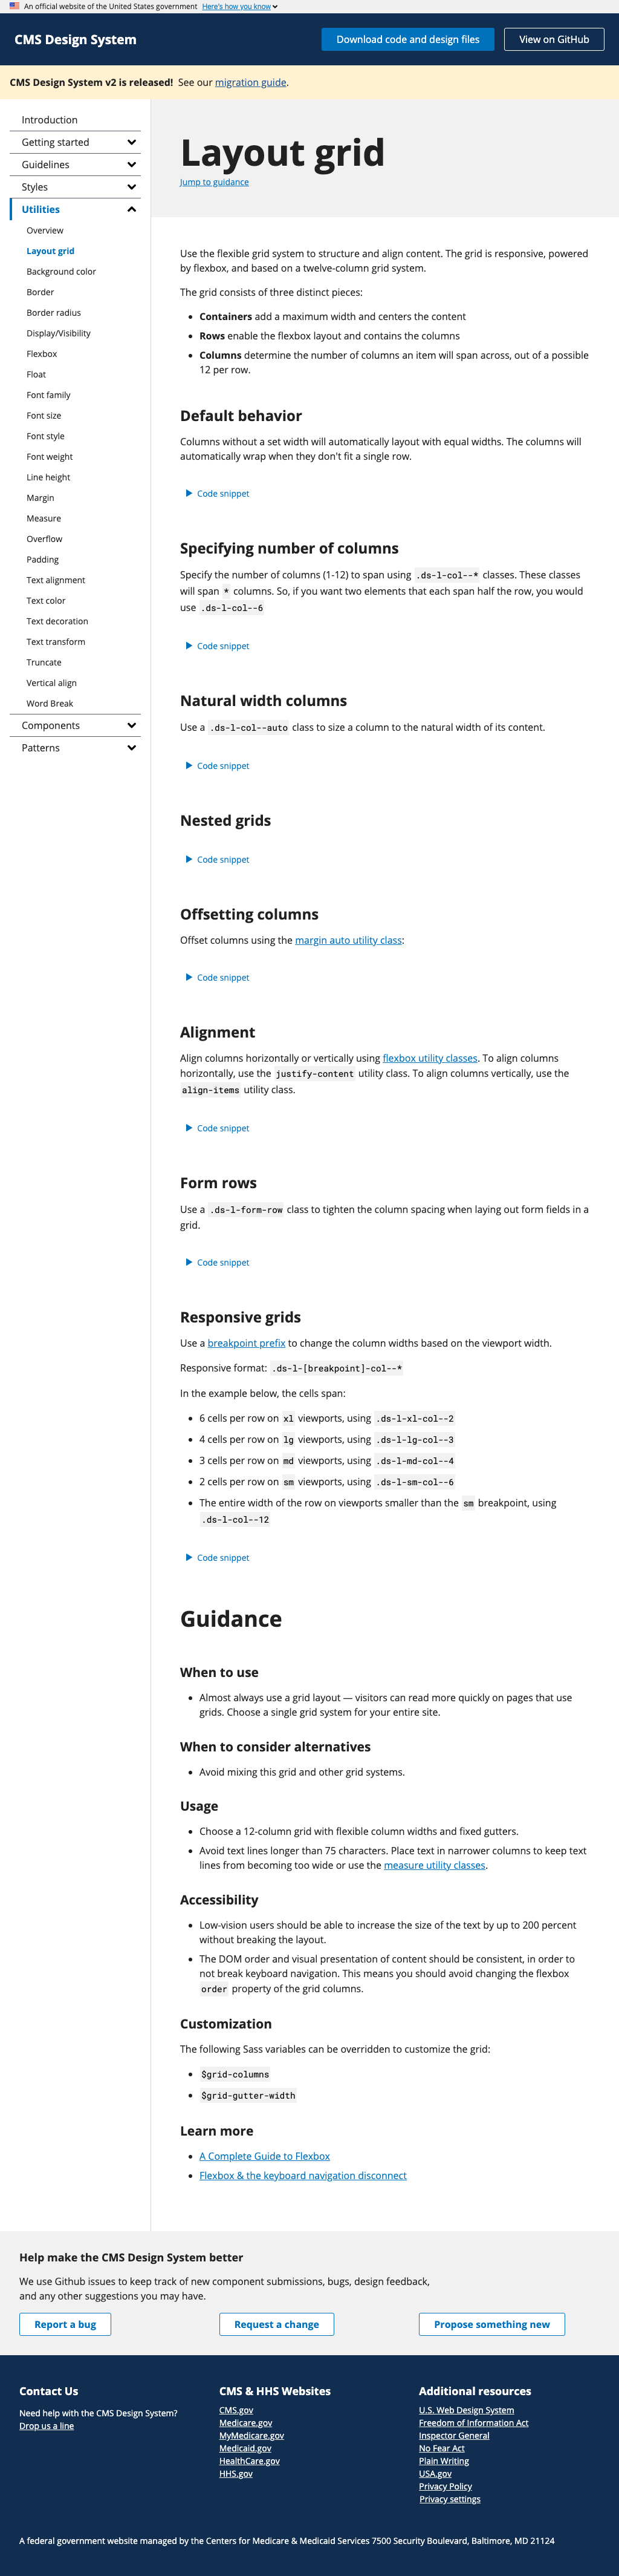 An official website of the United States government Here's how you know
CMS Design System
Download code and design files
View on GitHub
CMS Design System v2 is released! See our migration guide.
Introduction
Getting started
Guidelines
Styles
Utilities
Overview
Layout grid
Background color
Border
Border radius
Display/Visibility
Flexbox
Float
Font family
Font size
Font style
Font weight
Line height
Margin
Measure
Overflow
Padding
Text alignment
Text color
Text decoration
Text transform
Truncate
Vertical align
Word Break
Components
Patterns
Layout grid
Jump to guidance
Use the flexible grid system to structure and align content. The grid is responsive, powered
by flexbox, and based on a twelve-column grid system.
The grid consists of three distinct pieces:
• Containers add a maximum width and centers the content
• Rows enable the flexbox layout and contains the columns
• Columns determine the number of columns an item will span across, out of a possible
12 per row.
Default behavior
Columns without a set width will automatically layout with equal widths. The columns will
automatically wrap when they don't fit a single row.
Code snippet
Specifying number of columns
Specify the number of columns (1-12) to span using .ds-l-col--* classes. These classes
will span * columns. So, if you want two elements that each span half the row, you would
use .ds-l-col--6
Code snippet
Natural width columns
Use a .ds-l-col--auto class to size a column to the natural width of its content.
Code snippet
Nested grids
Code snippet
Offsetting columns
Offset columns using the margin auto utility class:
Code snippet
Alignment
Align columns horizontally or vertically using flexbox utility classes. To align columns
horizontally, use the justify-content utility class. To align columns vertically, use the
align-items utility class.
Code snippet
Form rows
Use a .ds-l-form-row class to tighten the column spacing when laying out form fields in a
grid.
Code snippet
Responsive grids
Use a breakpoint prefix to change the column widths based on the viewport width.
Responsive format: .ds-l-[breakpoint]-col--*
In the example below, the cells span:
• 6 cells per row on xl viewports, using .ds-l-xl-col--2
• 4 cells per row on lg viewports, using .ds-l-lg-col--3
• 3 cells per row on md viewports, using .ds-l-md-col--4
• 2 cells per row on sm viewports, using .ds-l-sm-col--6
• The entire width of the row on viewports smaller than the sm breakpoint, using
.ds-l-col--12
Code snippet
Guidance
When to use
• Almost always use a grid layout — visitors can read more quickly on pages that use
grids. Choose a single grid system for your entire site.
When to consider alternatives
• Avoid mixing this grid and other grid systems.
Usage
• Choose a 12-column grid with flexible column widths and fixed gutters.
• Avoid text lines longer than 75 characters. Place text in narrower columns to keep text
lines from becoming too wide or use the measure utility classes.
Accessibility
• Low-vision users should be able to increase the size of the text by up to 200 percent
without breaking the layout.
• The DOM order and visual presentation of content should be consistent, in order to
not break keyboard navigation. This means you should avoid changing the flexbox
order property of the grid columns.
Customization
The following Sass variables can be overridden to customize the grid:
• $grid-columns
• $grid-gutter-width
Learn more
• A Complete Guide to Flexbox
• Flexbox & the keyboard navigation disconnect
Help make the CMS Design System better
We use Github issues to keep track of new component submissions, bugs, design feedback,
and any other suggestions you may have.
Report a bug
Request a change
Propose something new
Contact Us
Need help with the CMS Design System?
Drop us a line
CMS & HHS Websites
CMS.gov
Medicare.gov
MyMedicare.gov
Medicaid.gov
HealthCare.gov
HHS.gov
Additional resources
U.S. Web Design System
Freedom of Information Act
Inspector General
No Fear Act
Plain Writing
USA.gov
Privacy Policy
Privacy settings
A federal government website managed by the Centers for Medicare & Medicaid Services 7500 Security Boulevard, Baltimore, MD 21124